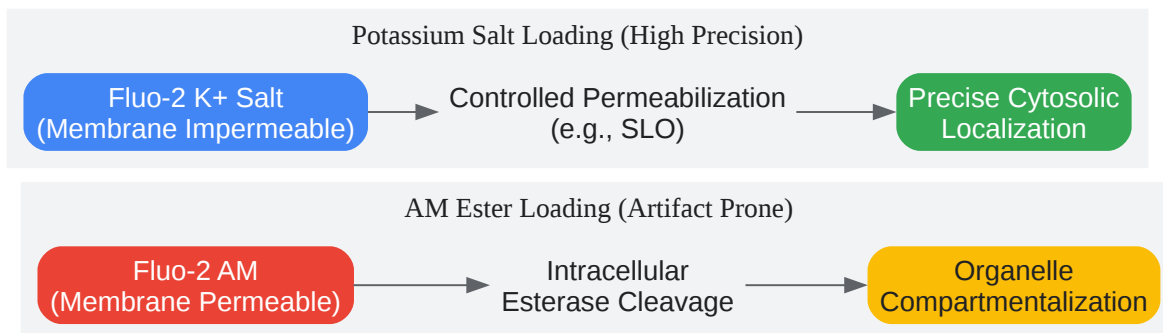 Potassium Salt Loading (High Precision)
Fluo-2 K+ Salt
(Membrane Impermeable)
Controlled Permeabilization
(e.g., SLO)
Precise Cytosolic
Localization
AM Ester Loading (Artifact Prone)
Fluo-2 AM
(Membrane Permeable)
Intracellular
Esterase Cleavage
Organelle
Compartmentalization